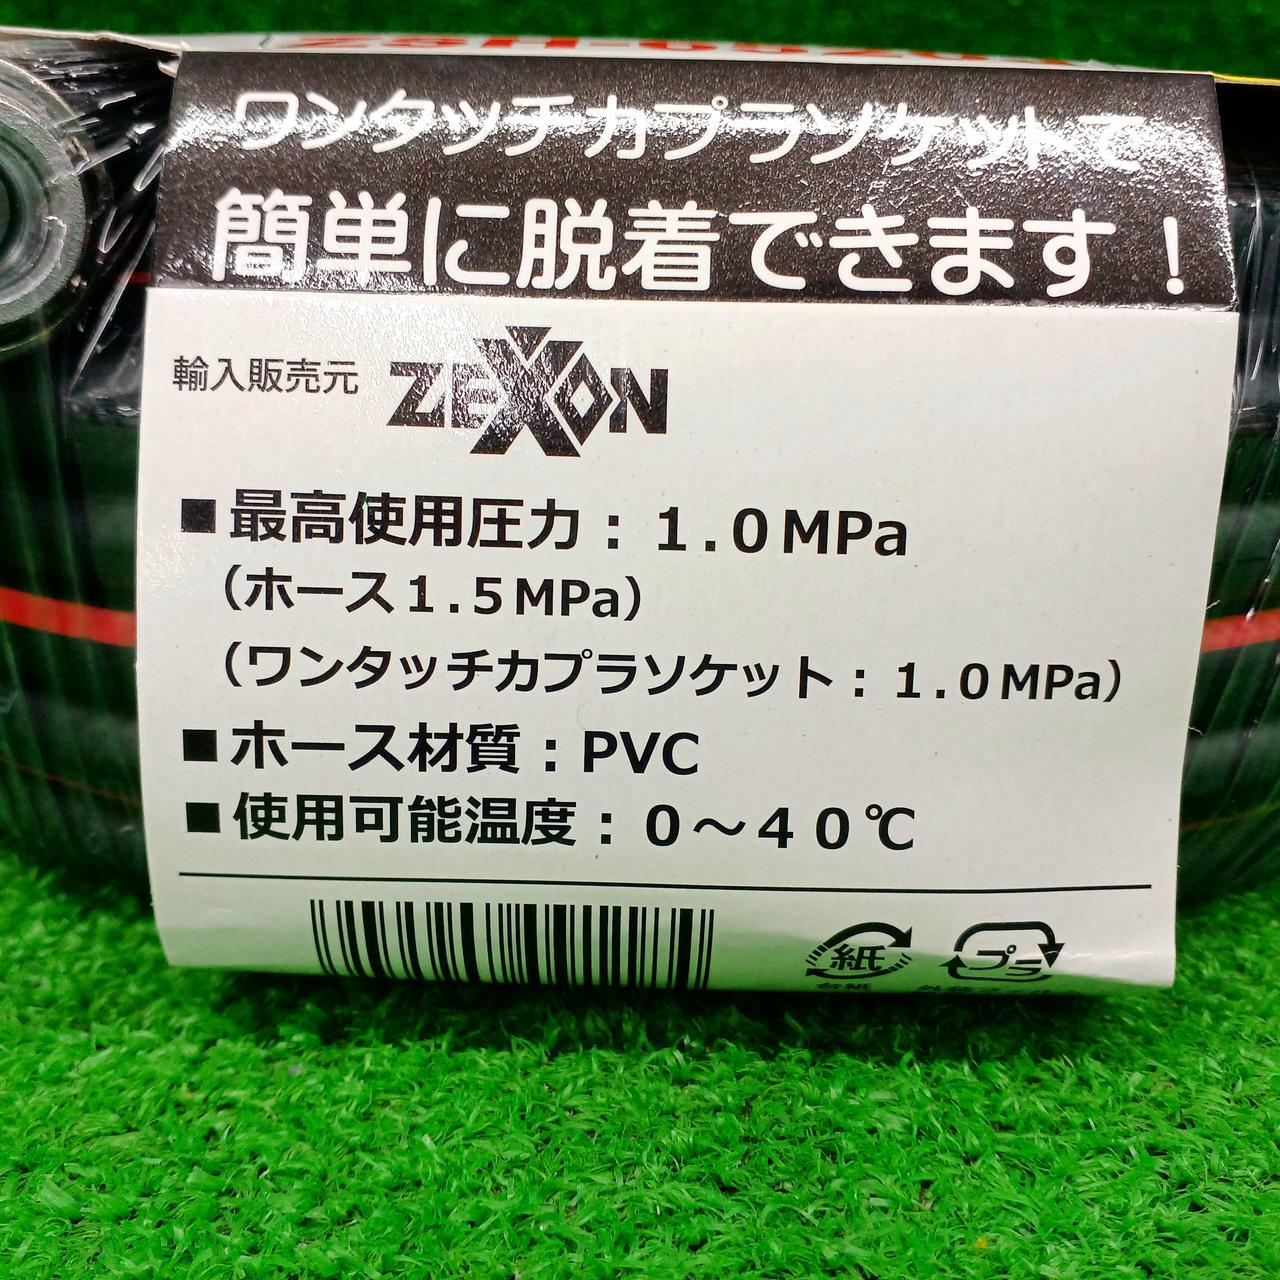 ワンタッチカプラソケットで
簡単に脱着できます！
輸入販売元 ZEXON
■最高使用圧力：１.０MPa
（ホース１.５MPa）
（ワンタッチカプラソケット：１.０MPa）
■ホース材質：PVC
■使用可能温度：０～４０℃
紙 プラ
台紙